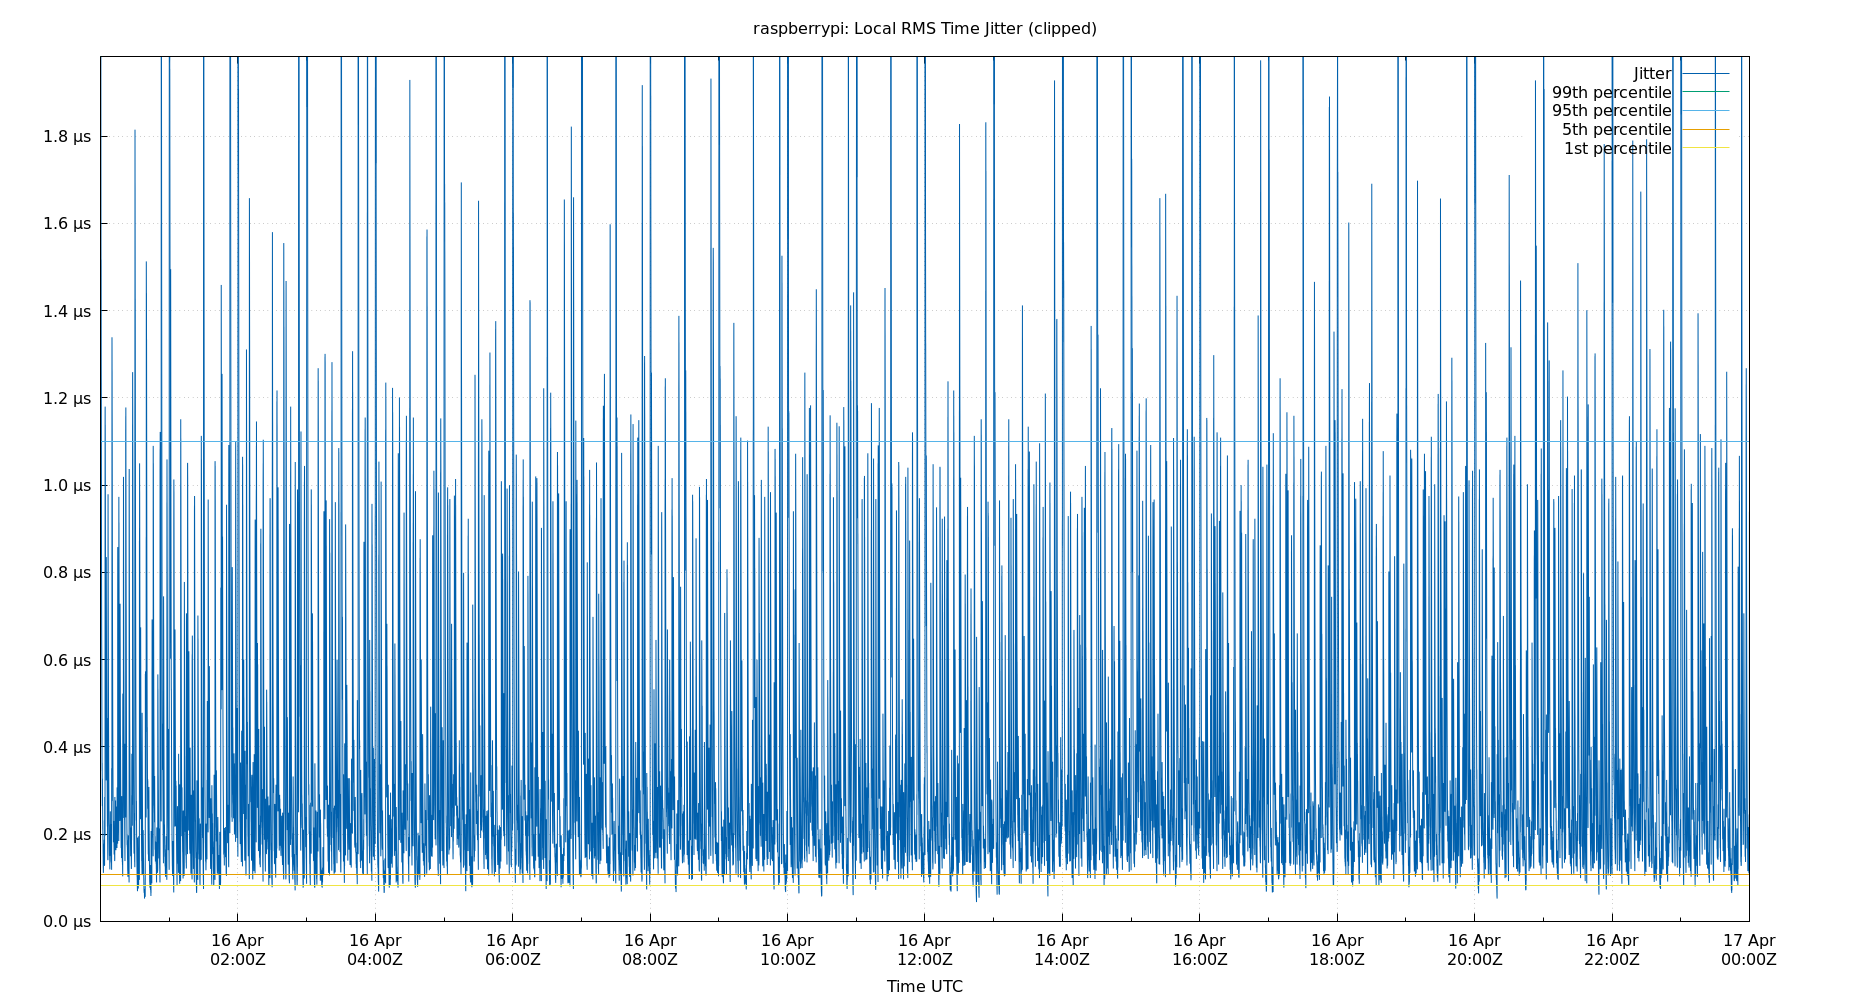 raspberrypi: Local RMS Time Jitter (clipped)
Jitter
99th percentile
95th percentile
5th percentile
1st percentile
1.8 μs
1.6 μs
1.4 μs
1.2 μs
1.0 μs
0.8 μs
0.6 μs
0.4 μs
0.2 μs
0.0 μs
16 Apr 16 Apr 16 Apr 16 Apr 16 Apr 16 Apr 16 Apr 16 Apr 16 Apr 16 Apr 16 Apr 17 Apr
02:00Z 04:00Z 06:00Z 08:00Z 10:00Z 12:00Z 14:00Z 16:00Z 18:00Z 20:00Z 22:00Z 00:00Z
Time UTC